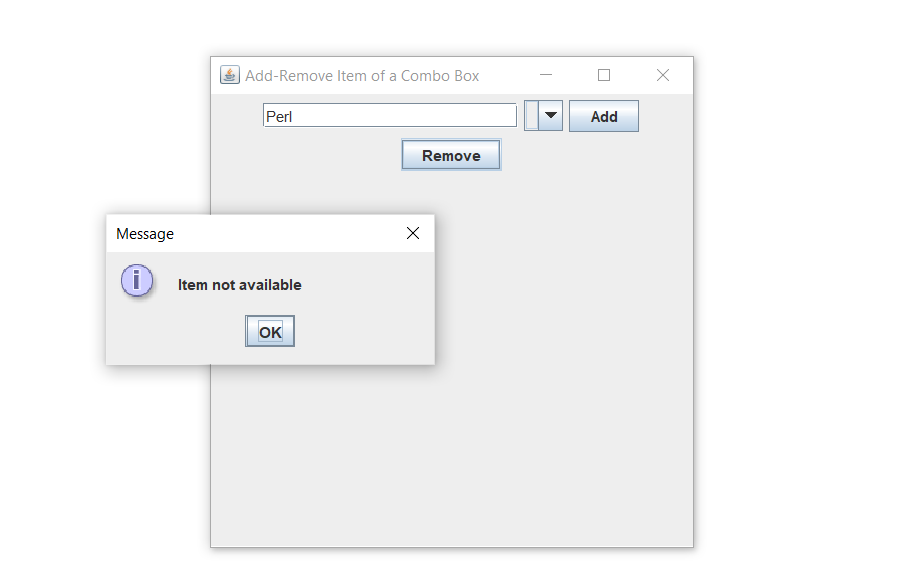 Add-Remove Item of a Combo Box
Perl
Add
Remove
Message
Item not available
OK